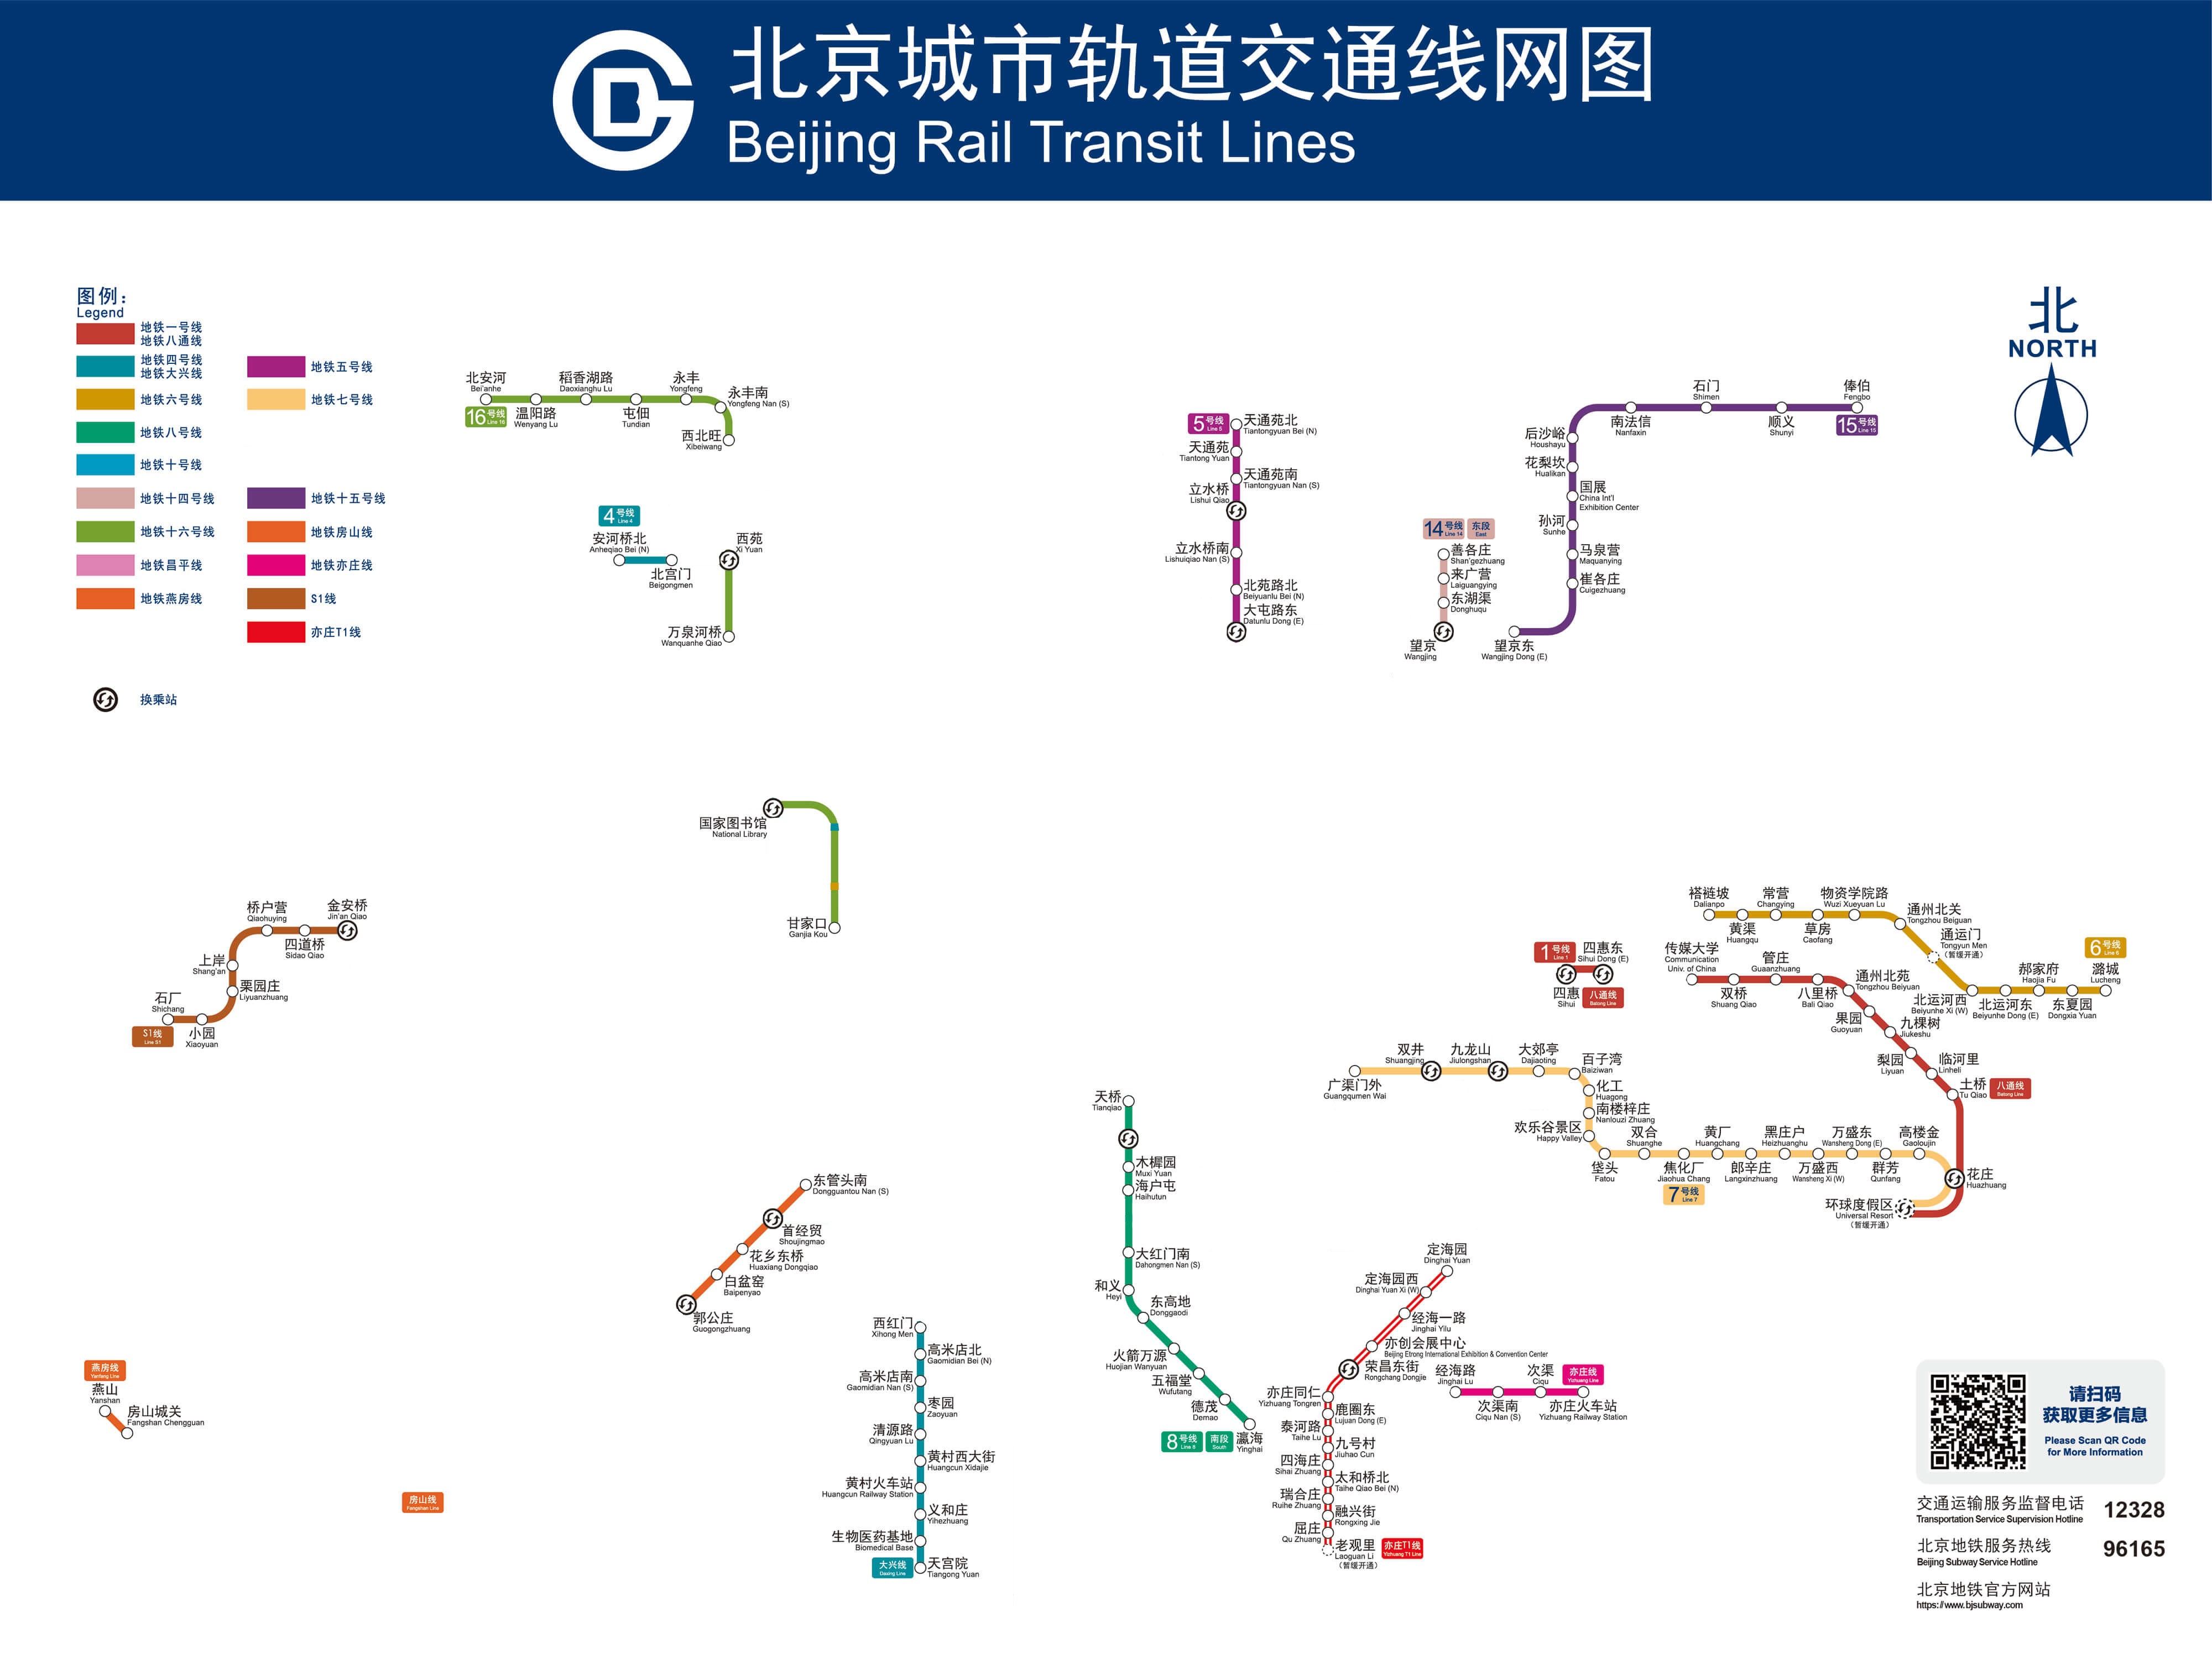 北京城市轨道交通线网图
Beijing Rail Transit Lines
图例：
Legend
地铁一号线
地铁八通线
地铁四号线
地铁大兴线
地铁五号线
地铁六号线
地铁七号线
地铁八号线
地铁十号线
地铁十四号线
地铁十五号线
地铁十六号线
地铁房山线
地铁昌平线
地铁亦庄线
地铁燕房线
S1线
亦庄T1线
换乘站
北
NORTH
北安河
Bei'anhe
16号线
Line 16
温阳路
Wenyang Lu
稻香湖路
Daoxianghu Lu
屯佃
Tundian
永丰
Yongfeng
永丰南
Yongfeng Nan (S)
西北旺
Xibeiwang
4号线
Line 4
安河桥北
Anheqiao Bei (N)
北宫门
Beigongmen
西苑
Xi Yuan
万泉河桥
Wanquanhe Qiao
5号线
Line 5
天通苑北
Tiantongyuan Bei (N)
天通苑
Tiantong Yuan
天通苑南
Tiantongyuan Nan (S)
立水桥
Lishui Qiao
立水桥南
Lishuiqiao Nan (S)
北苑路北
Beiyuanlu Bei (N)
大屯路东
Datunlu Dong (E)
14号线
Line 14
东段
East
善各庄
Shan'gezhuang
来广营
Laiguangying
东湖渠
Donghuqu
望京
Wangjing
石门
Shimen
俸伯
Fengbo
南法信
Nanfaxin
顺义
Shunyi
15号线
Line 15
后沙峪
Houshayu
花梨坎
Hualikan
国展
China Int'l
Exhibition Center
孙河
Sunhe
马泉营
Maquanying
崔各庄
Cuigezhuang
望京东
Wangjing Dong (E)
国家图书馆
National Library
甘家口
Ganjia Kou
桥户营
Qiaohuying
金安桥
Jin'an Qiao
四道桥
Sidao Qiao
上岸
Shang'an
栗园庄
Liyuanzhuang
石厂
Shichang
小园
Xiaoyuan
S1线
Line S1
1号线
Line 1
四惠东
Sihui Dong (E)
四惠
Sihui
八通线
Batong Line
褡裢坡
Dalianpo
常营
Changying
物资学院路
Wuzi Xueyuan Lu
黄渠
Huangqu
草房
Caofang
通州北关
Tongzhou Beiguan
通运门
Tongyun Men
（暂缓开通）
6号线
Line 6
北运河西
Beiyunhe Xi (W)
北运河东
Beiyunhe Dong (E)
郝家府
Haojia Fu
东夏园
Dongxia Yuan
潞城
Lucheng
传媒大学
Communication
Univ. of China
管庄
Guaanzhuang
双桥
Shuang Qiao
八里桥
Bali Qiao
通州北苑
Tongzhou Beiyuan
果园
Guoyuan
九棵树
Jiukeshu
梨园
Liyuan
临河里
Linheli
土桥
Tu Qiao
八通线
Batong Line
双井
Shuangjing
九龙山
Jiulongshan
大郊亭
Dajiaoting
百子湾
Baiziwan
广渠门外
Guangqumen Wai
化工
Huagong
南楼梓庄
Nanlouzi Zhuang
欢乐谷景区
Happy Valley
双合
Shuanghe
黄厂
Huangchang
黑庄户
Heizhuanghu
万盛东
Wansheng Dong (E)
高楼金
Gaoloujin
垡头
Fatou
焦化厂
Jiaohua Chang
郎辛庄
Langxinzhuang
万盛西
Wansheng Xi (W)
群芳
Qunfang
7号线
Line 7
花庄
Huazhuang
环球度假区
Universal Resort
（暂缓开通）
天桥
Tianqiao
木樨园
Muxi Yuan
海户屯
Haihutun
大红门南
Dahongmen Nan (S)
和义
Heyi
东高地
Donggaodi
火箭万源
Huojian Wanyuan
五福堂
Wufutang
德茂
Demao
瀛海
Yinghai
8号线
Line 8
南段
South
东管头南
Dongguantou Nan (S)
首经贸
Shoujingmao
花乡东桥
Huaxiang Dongqiao
白盆窑
Baipenyao
郭公庄
Guogongzhuang
西红门
Xihong Men
高米店北
Gaomidian Bei (N)
高米店南
Gaomidian Nan (S)
枣园
Zaoyuan
清源路
Qingyuan Lu
黄村西大街
Huangcun Xidajie
黄村火车站
Huangcun Railway Station
义和庄
Yihezhuang
生物医药基地
Biomedical Base
大兴线
Daxing Line
天宫院
Tiangong Yuan
燕房线
Yanfang Line
燕山
Yanshan
房山城关
Fangshan Chengguan
房山线
Fangshan Line
定海园
Dinghai Yuan
定海园西
Dinghai Yuan Xi (W)
经海一路
Jinghai Yilu
亦创会展中心
Beijing Etrong International Exhibition & Convention Center
荣昌东街
Rongchang Dongjie
亦庄同仁
Yizhuang Tongren
鹿圈东
Lujuan Dong (E)
泰河路
Taihe Lu
九号村
Jiuhao Cun
四海庄
Sihai Zhuang
太和桥北
Taihe Qiao Bei (N)
瑞合庄
Ruihe Zhuang
融兴街
Rongxing Jie
屈庄
Qu Zhuang
老观里
Laoguan Li
（暂缓开通）
亦庄T1线
Yizhuang T1 Line
经海路
Jinghai Lu
次渠
Ciqu
亦庄线
Yizhuang Line
次渠南
Ciqu Nan (S)
亦庄火车站
Yizhuang Railway Station
请扫码
获取更多信息
Please Scan QR Code
for More Information
交通运输服务监督电话 12328
Transportation Service Supervision Hotline
北京地铁服务热线 96165
Beijing Subway Service Hotline
北京地铁官方网站
https://www.bjsubway.com